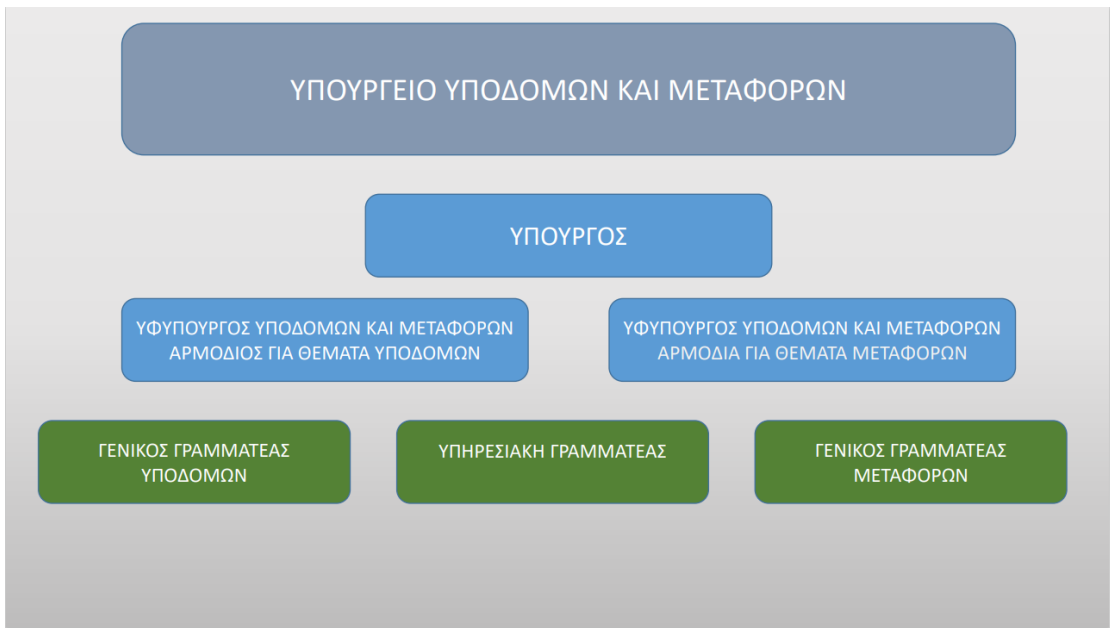 ΥΠΟΥΡΓΕΙΟ ΥΠΟΔΟΜΩΝ ΚΑΙ ΜΕΤΑΦΟΡΩΝ
ΥΠΟΥΡΓΟΣ
ΥΦΥΠΟΥΡΓΟΣ ΥΠΟΔΟΜΩΝ ΚΑΙ ΜΕΤΑΦΟΡΩΝ
ΑΡΜΟΔΙΟΣ ΓΙΑ ΘΕΜΑΤΑ ΥΠΟΔΟΜΩΝ
ΥΦΥΠΟΥΡΓΟΣ ΥΠΟΔΟΜΩΝ ΚΑΙ ΜΕΤΑΦΟΡΩΝ
ΑΡΜΟΔΙΑ ΓΙΑ ΘΕΜΑΤΑ ΜΕΤΑΦΟΡΩΝ
ΓΕΝΙΚΟΣ ΓΡΑΜΜΑΤΕΑΣ
ΥΠΟΔΟΜΩΝ
ΥΠΗΡΕΣΙΑΚΗ ΓΡΑΜΜΑΤΕΑΣ
ΓΕΝΙΚΟΣ ΓΡΑΜΜΑΤΕΑΣ
ΜΕΤΑΦΟΡΩΝ